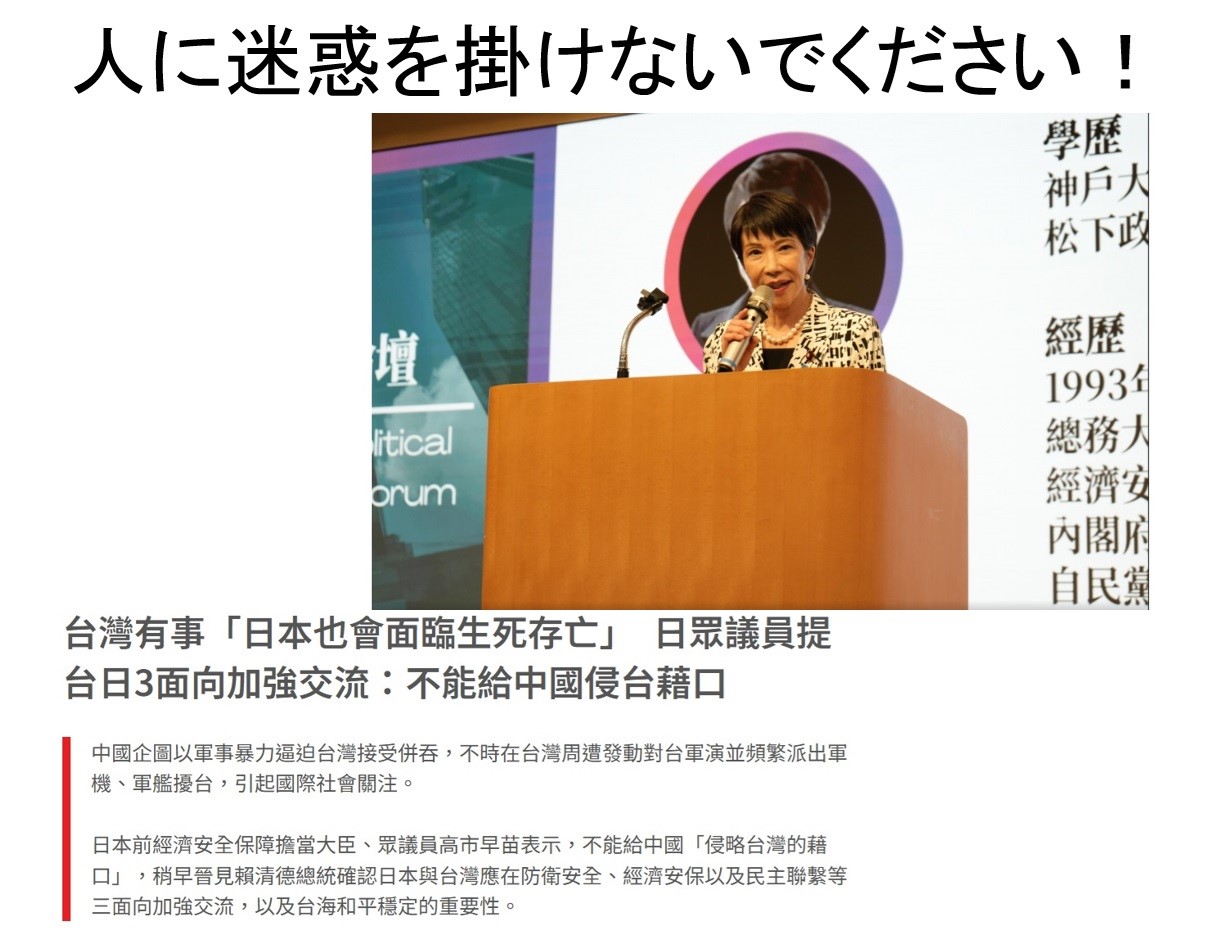 人に迷惑を掛けないでください！
學歷
神戶大
松下政
經歷
1993年
總務大
經濟安
內閣府
自民黨
壇
litical
orum
台灣有事「日本也會面臨生死存亡」 日眾議員提
台日3面向加強交流：不能給中國侵台藉口
中國企圖以軍事暴力逼迫台灣接受併吞，不時在台灣周遭發動對台軍演並頻繁派出軍
機、軍艦擾台，引起國際社會關注。
日本前經濟安全保障擔當大臣、眾議員高市早苗表示，不能給中國「侵略台灣的藉
口」，稍早晉見賴清德總統確認日本與台灣應在防衛安全、經濟安保以及民主聯繫等
三面向加強交流，以及台海和平穩定的重要性。